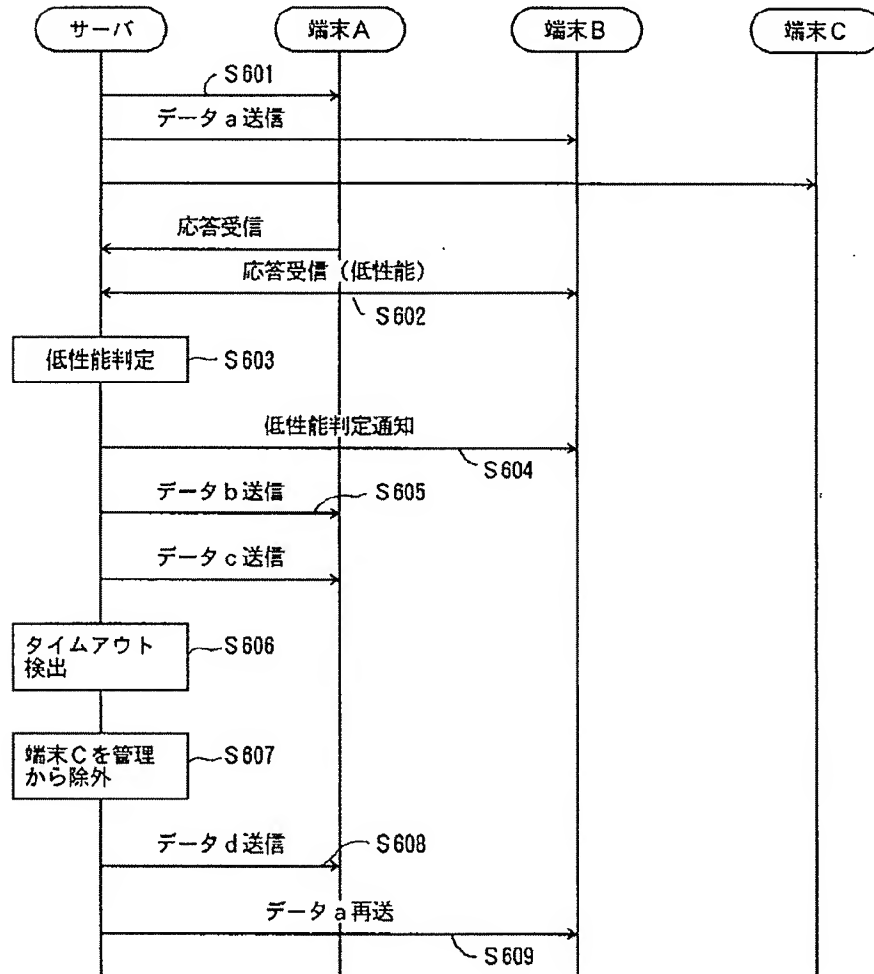 サーバ
端末A
端末B
端末C
S601
データa送信
応答受信
応答受信（低性能）
S602
低性能判定
S603
低性能判定通知
S604
データb送信
S605
データc送信
タイムアウト
検出
S606
端末Cを管理
から除外
S607
データd送信
S608
データa再送
S609